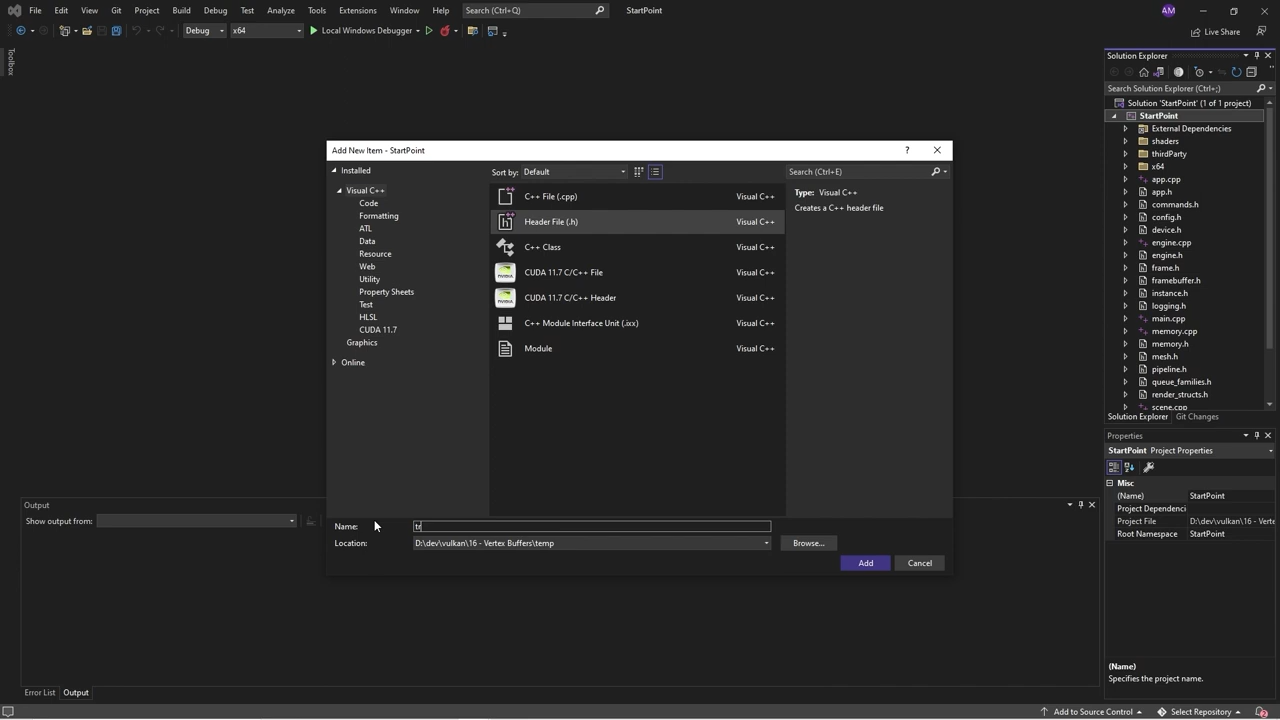 File Edit View Git Project Build Debug Test Analyze Tools Extensions Window Help Search (Ctrl+Q) StartPoint AM
Debug x64 Local Windows Debugger Live Share
Toolbox
Solution Explorer
Search Solution Explorer (Ctrl+;)
Solution 'StartPoint' (1 of 1 project)
StartPoint
External Dependencies
shaders
thirdParty
x64
app.cpp
app.h
commands.h
config.h
device.h
engine.cpp
engine.h
frame.h
framebuffer.h
instance.h
logging.h
main.cpp
memory.cpp
memory.h
mesh.h
pipeline.h
queue_families.h
render_structs.h
scene.cpp
Solution Explorer Git Changes
Properties
StartPoint Project Properties
Misc
(Name) StartPoint
Project Dependenci
Project File D:\dev\vulkan\16 - Vertex Buffers\te
Root Namespace StartPoint
(Name)
Specifies the project name.
Add New Item - StartPoint ?
Installed
Visual C++
Code
Formatting
ATL
Data
Resource
Web
Utility
Property Sheets
Test
HLSL
CUDA 11.7
Graphics
Online
Sort by: Default
Search (Ctrl+E)
C++ File (.cpp) Visual C++
Header File (.h) Visual C++
C++ Class Visual C++
CUDA 11.7 C/C++ File Visual C++
CUDA 11.7 C/C++ Header Visual C++
C++ Module Interface Unit (.ixx) Visual C++
Module Visual C++
Type: Visual C++
Creates a C++ header file
Name: tr
Location: D:\dev\vulkan\16 - Vertex Buffers\temp
Browse...
Add Cancel
Output
Show output from:
Error List Output
Add to Source Control Select Repository 2